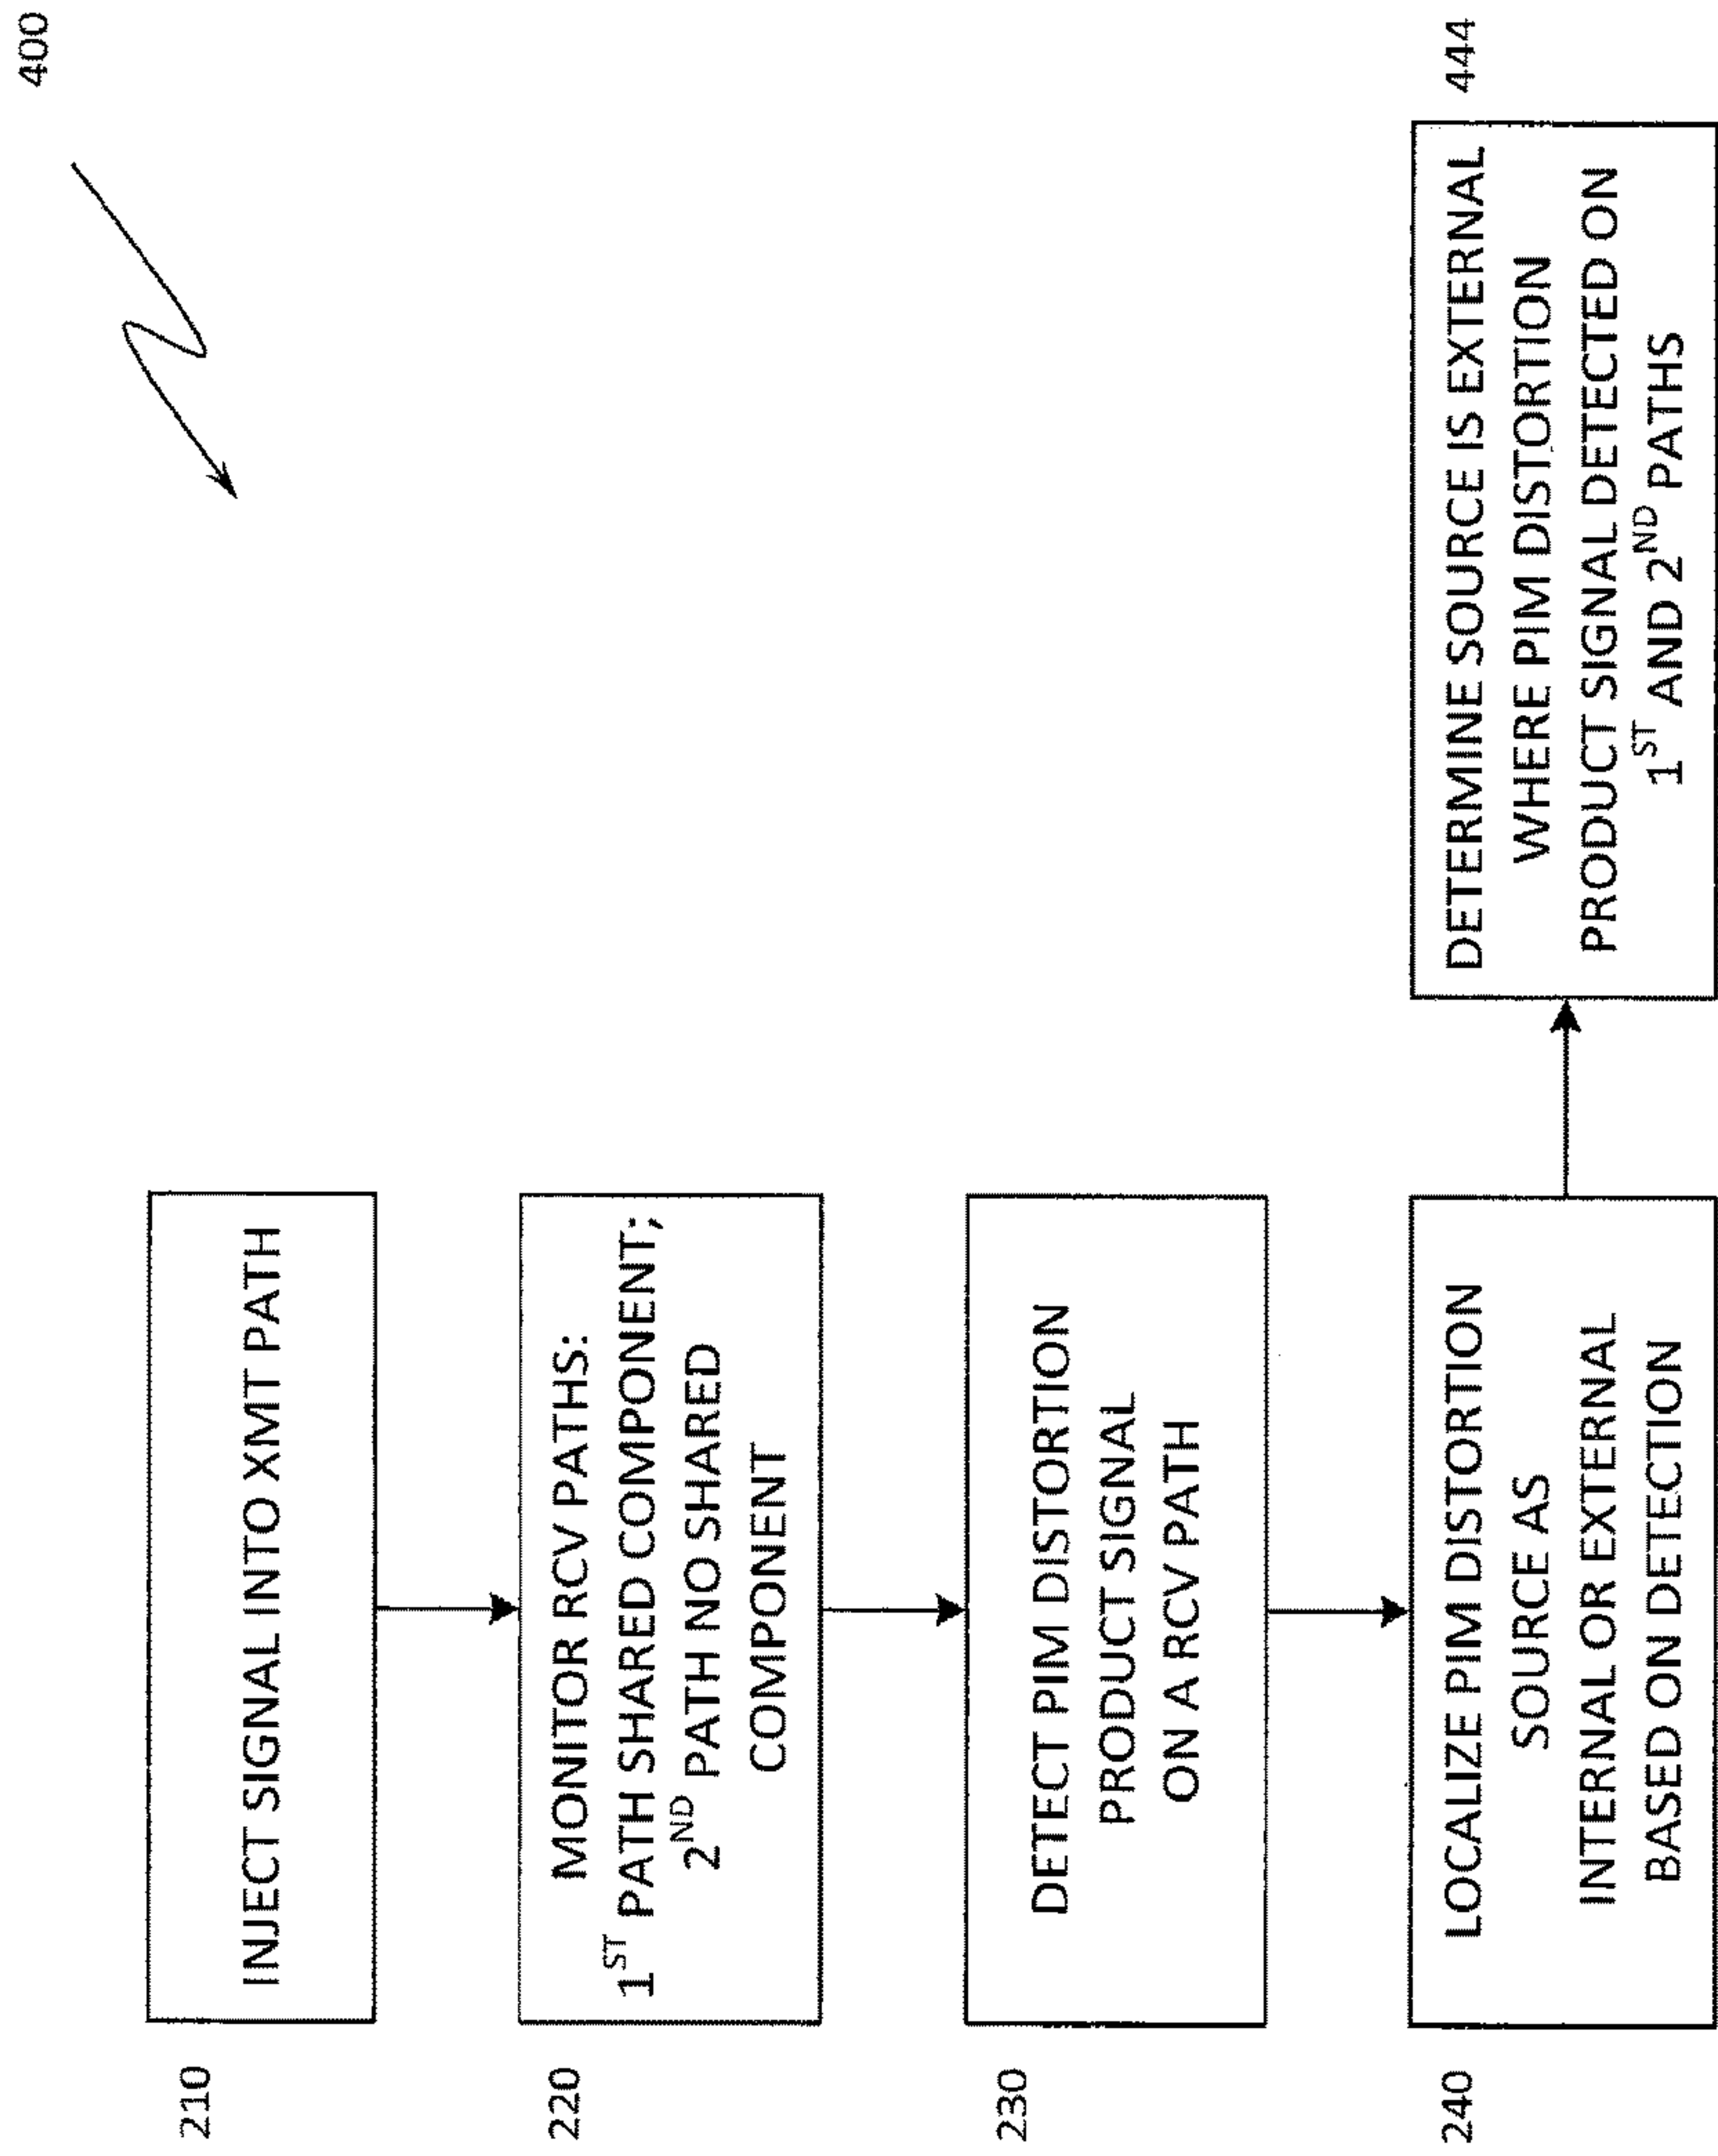 400
210
INJECT SIGNAL INTO XMT PATH
220
MONITOR RCV PATHS:
1ST PATH SHARED COMPONENT;
2ND PATH NO SHARED
COMPONENT
230
DETECT PIM DISTORTION
PRODUCT SIGNAL
ON A RCV PATH
240
LOCALIZE PIM DISTORTION
SOURCE AS
INTERNAL OR EXTERNAL
BASED ON DETECTION
444
DETERMINE SOURCE IS EXTERNAL
WHERE PIM DISTORTION
PRODUCT SIGNAL DETECTED ON
1ST AND 2ND PATHS